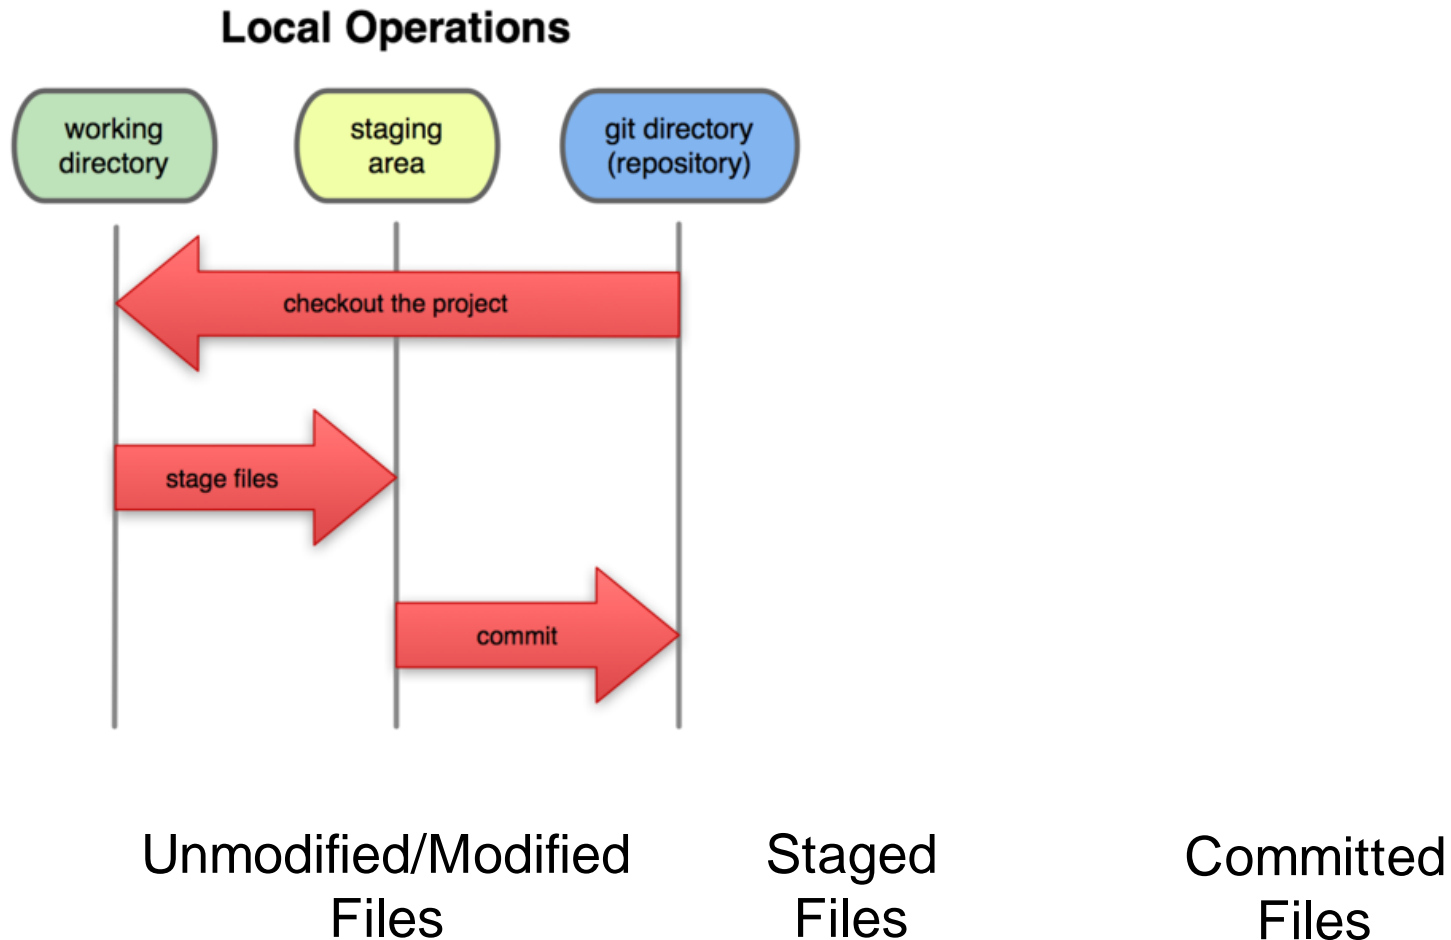 Local Operations
working
directory
staging
area
git directory
(repository)
checkout the project
stage files
commit
Unmodified/Modified
Files
Staged
Files
Committed
Files